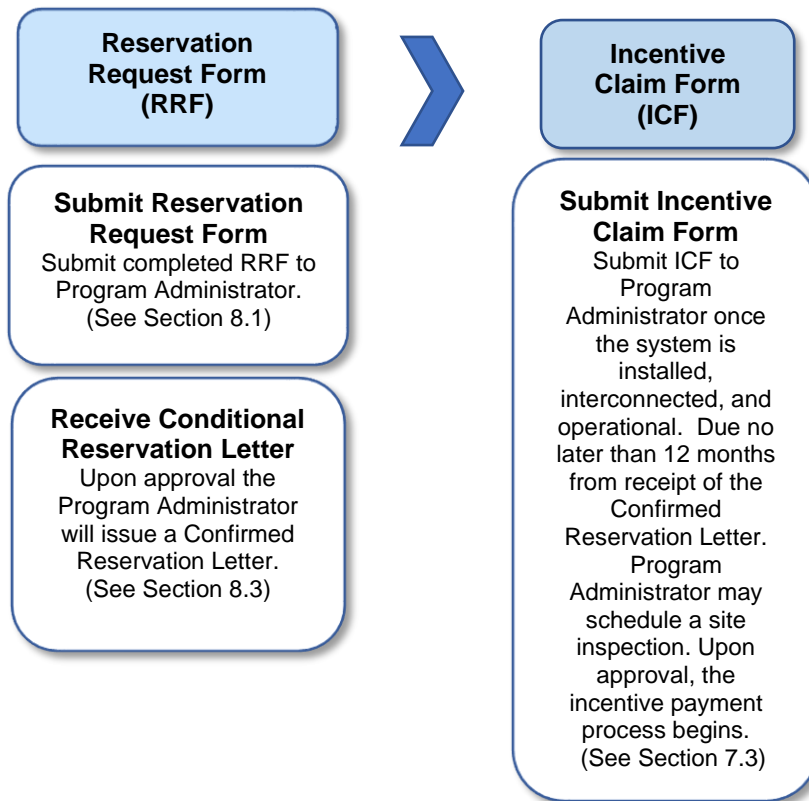 Reservation
Request Form
(RRF)
Submit Reservation
Request Form
Submit completed RRF to
Program Administrator.
(See Section 8.1)
Receive Conditional
Reservation Letter
Upon approval the
Program Administrator
will issue a Confirmed
Reservation Letter.
(See Section 8.3)
Incentive
Claim Form
(ICF)
Submit Incentive
Claim Form
Submit ICF to
Program
Administrator once
the system is
installed,
interconnected, and
operational.  Due no
later than 12 months
from receipt of the
Confirmed
Reservation Letter.
Program
Administrator may
schedule a site
inspection. Upon
approval, the
incentive payment
process begins.
(See Section 7.3)